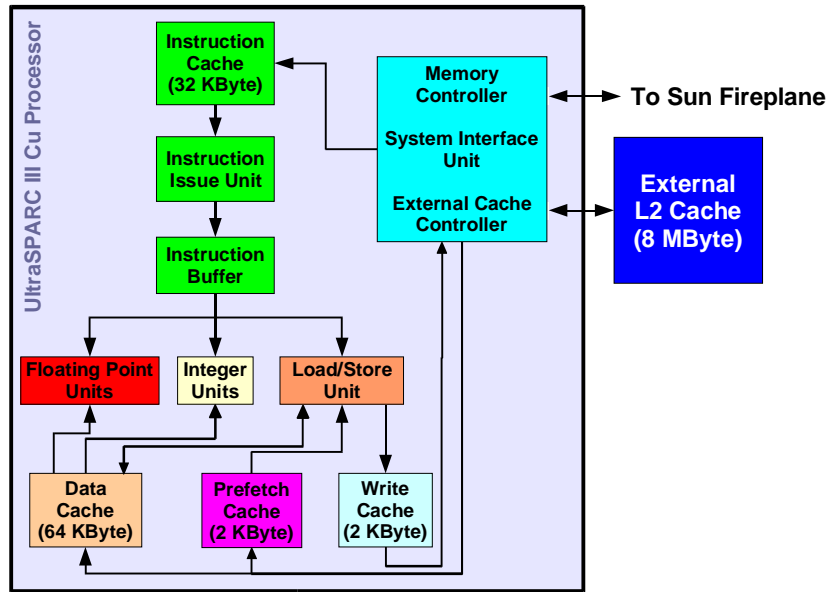 UltraSPARC III Cu Processor
Instruction
Cache
(32 KByte)
Instruction
Issue Unit
Instruction
Buffer
Memory
Controller
System Interface
Unit
External Cache
Controller
To Sun Fireplane
External
L2 Cache
(8 MByte)
Floating Point
Units
Integer
Units
Load/Store
Unit
Data
Cache
(64 KByte)
Prefetch
Cache
(2 KByte)
Write
Cache
(2 KByte)